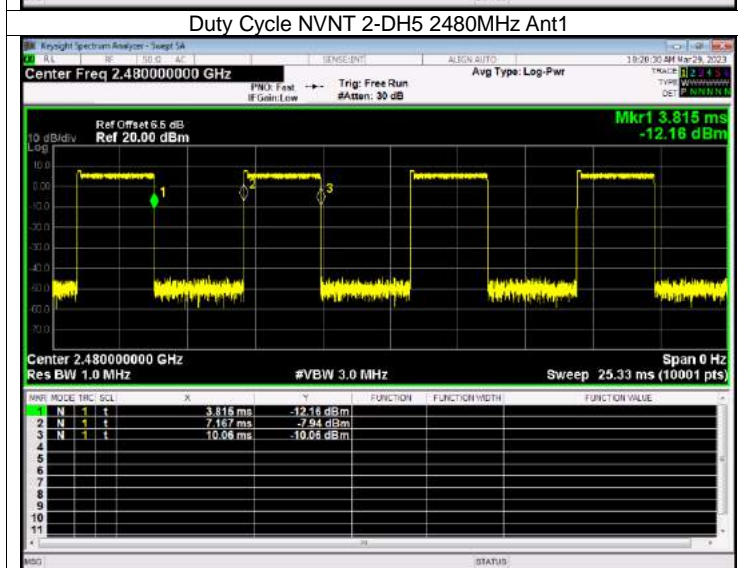 Duty Cycle NVNT 2-DH5 2480MHz Ant1
Keysight Spectrum Analyzer - Swept SA
RL RF 50 Ω AC SENSE:INT ALIGN AUTO 10:20:30 AM Mar 29, 2023
Center Freq 2.480000000 GHz
Avg Type: Log-Pwr
TRACE 1 2 3 4 5
TYPE
DET P N N N N N
PNO: Fast
IFGain:Low
Trig: Free Run
#Atten: 30 dB
Mkr1 3.815 ms
-12.16 dBm
Ref Offset 6.5 dB
Ref 20.00 dBm
10 dB/div
Log
10.0
0.00
-10.0
-20.0
-30.0
-40.0
-50.0
-60.0
-70.0
1
2
3
Center 2.480000000 GHz
Span 0 Hz
Res BW 1.0 MHz
#VBW 3.0 MHz
Sweep 25.33 ms (10001 pts)
MKR MODE TRC SCL X Y FUNCTION FUNCTION WIDTH FUNCTION VALUE
1 N 1 t 3.815 ms -12.16 dBm
2 N 1 t 7.167 ms -7.94 dBm
3 N 1 t 10.06 ms -10.06 dBm
4
5
6
7
8
9
10
11
MSG
STATUS